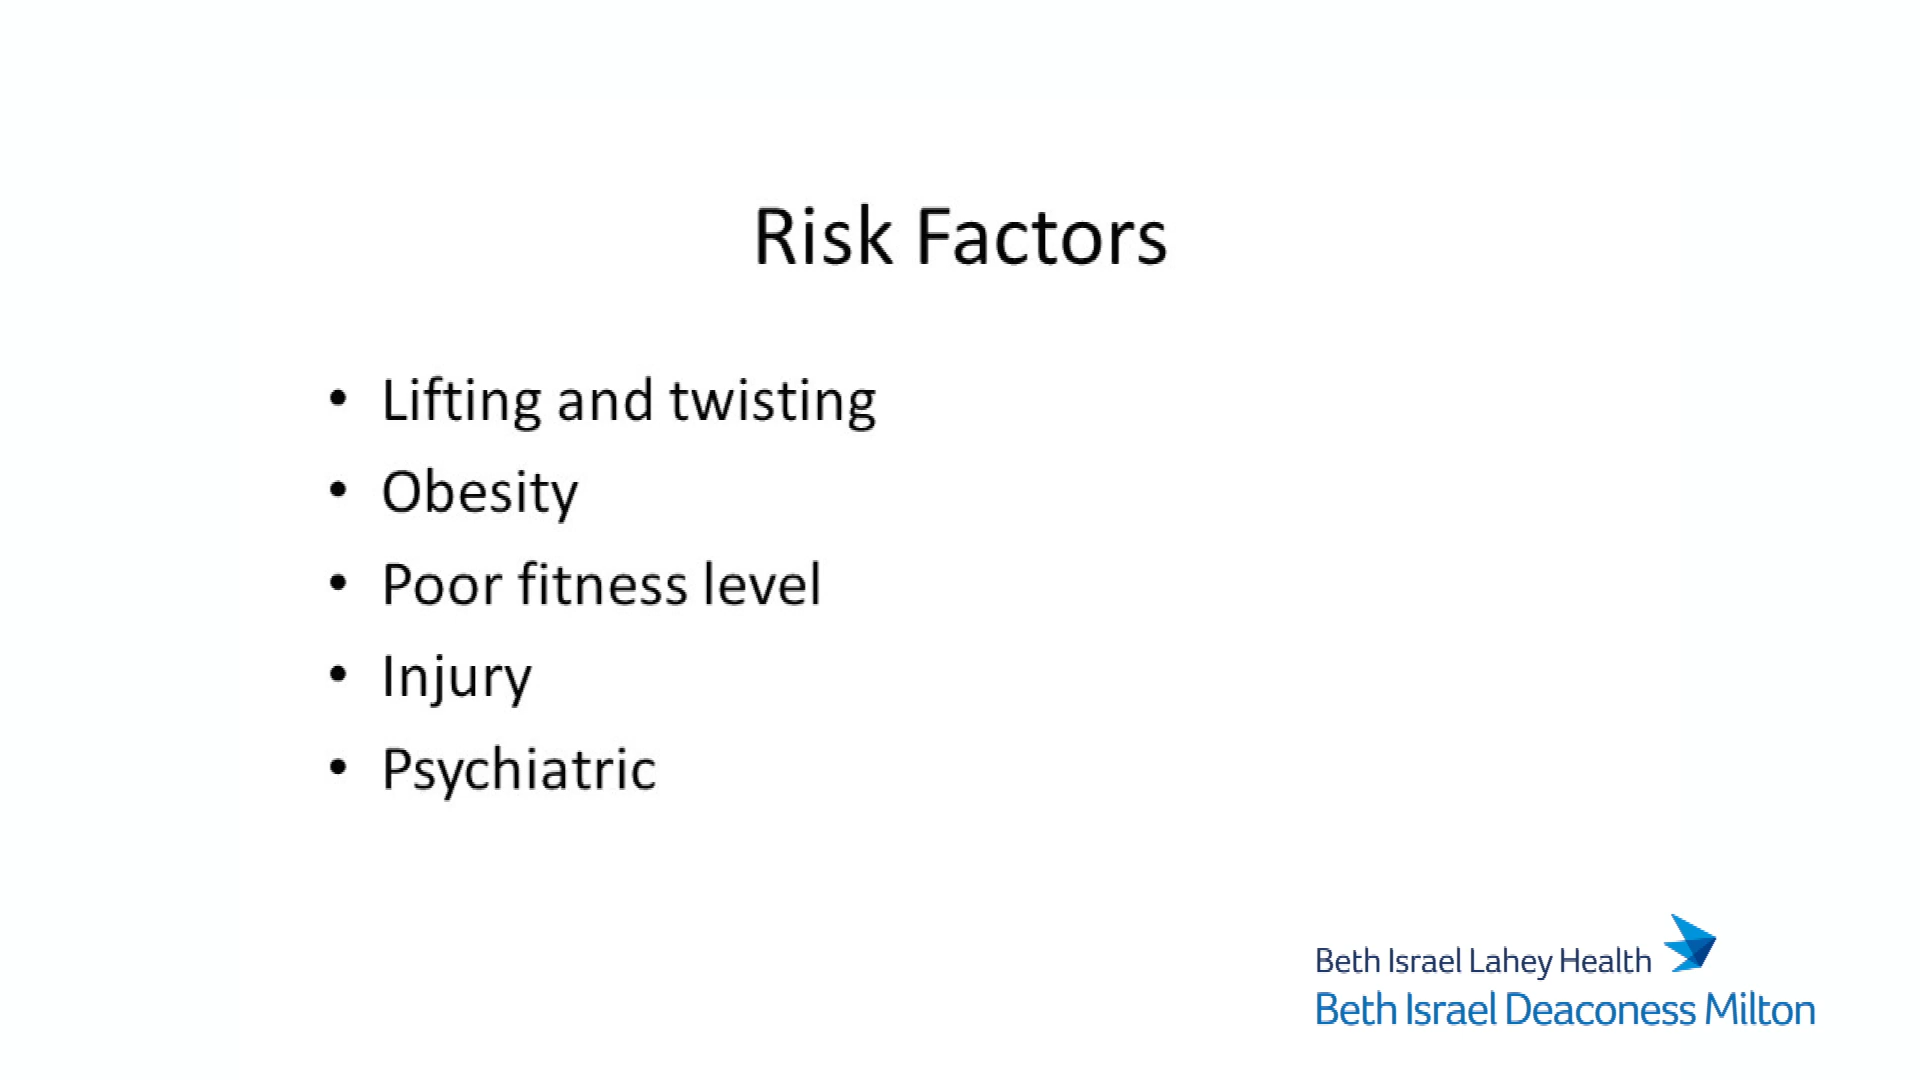 Risk Factors
• Lifting and twisting
• Obesity
• Poor fitness level
• Injury
• Psychiatric
Beth Israel Lahey Health
Beth Israel Deaconess Milton